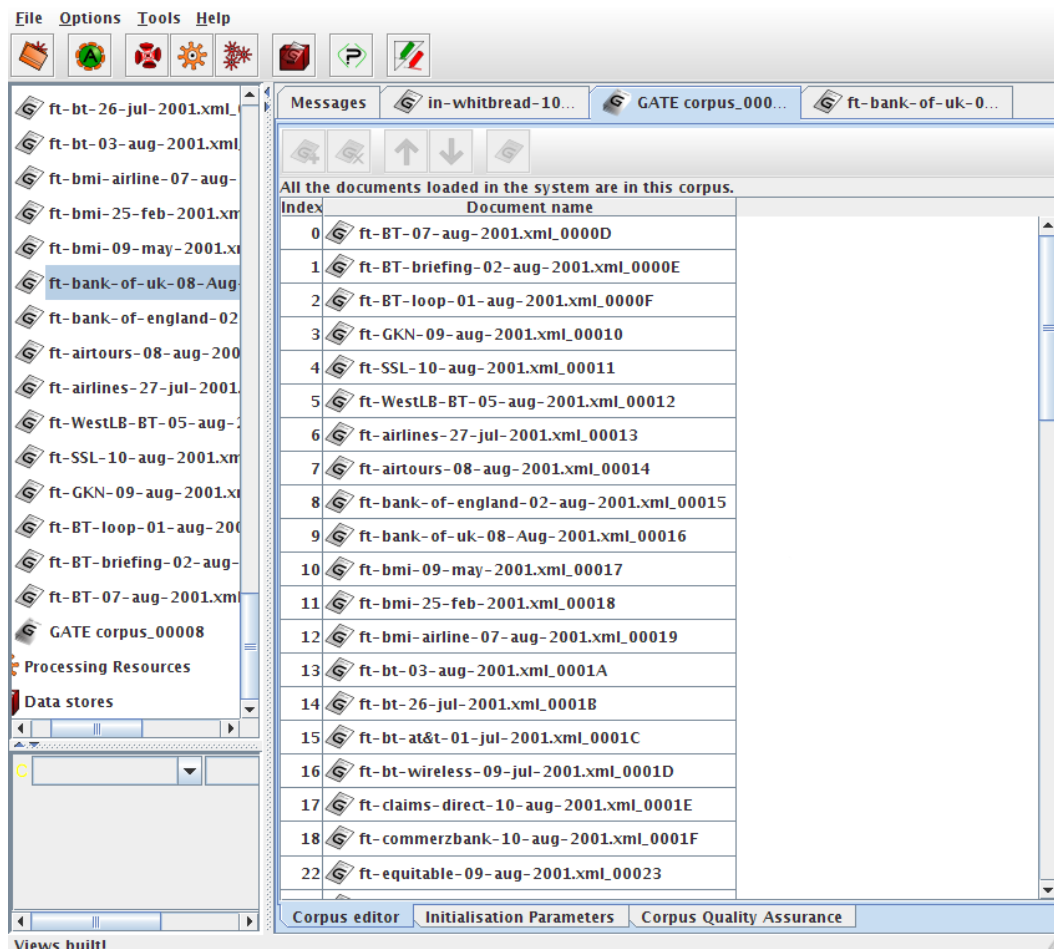 File Options Tools Help
ft-bt-26-jul-2001.xml_
ft-bt-03-aug-2001.xml
ft-bmi-airline-07-aug-
ft-bmi-25-feb-2001.xm
ft-bmi-09-may-2001.x
ft-bank-of-uk-08-Aug-
ft-bank-of-england-02
ft-airtours-08-aug-200
ft-airlines-27-jul-2001.
ft-WestLB-BT-05-aug-2
ft-SSL-10-aug-2001.xm
ft-GKN-09-aug-2001.x
ft-BT-loop-01-aug-200
ft-BT-briefing-02-aug-
ft-BT-07-aug-2001.xml
GATE corpus_00008
Processing Resources
Data stores
C
Messages in-whitbread-10... GATE corpus_000... ft-bank-of-uk-0...
All the documents loaded in the system are in this corpus.
Index Document name
0 ft-BT-07-aug-2001.xml_0000D
1 ft-BT-briefing-02-aug-2001.xml_0000E
2 ft-BT-loop-01-aug-2001.xml_0000F
3 ft-GKN-09-aug-2001.xml_00010
4 ft-SSL-10-aug-2001.xml_00011
5 ft-WestLB-BT-05-aug-2001.xml_00012
6 ft-airlines-27-jul-2001.xml_00013
7 ft-airtours-08-aug-2001.xml_00014
8 ft-bank-of-england-02-aug-2001.xml_00015
9 ft-bank-of-uk-08-Aug-2001.xml_00016
10 ft-bmi-09-may-2001.xml_00017
11 ft-bmi-25-feb-2001.xml_00018
12 ft-bmi-airline-07-aug-2001.xml_00019
13 ft-bt-03-aug-2001.xml_0001A
14 ft-bt-26-jul-2001.xml_0001B
15 ft-bt-at&t-01-jul-2001.xml_0001C
16 ft-bt-wireless-09-jul-2001.xml_0001D
17 ft-claims-direct-10-aug-2001.xml_0001E
18 ft-commerzbank-10-aug-2001.xml_0001F
22 ft-equitable-09-aug-2001.xml_00023
Corpus editor Initialisation Parameters Corpus Quality Assurance
Views built!